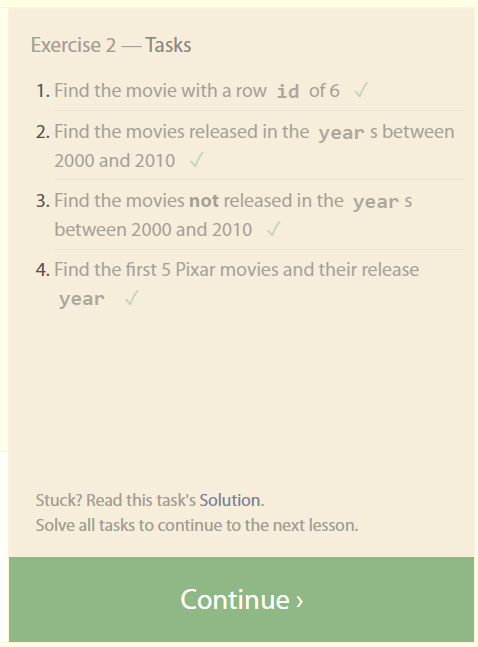 Exercise 2 — Tasks
1. Find the movie with a row id of 6 ✓
2. Find the movies released in the year s between
2000 and 2010 ✓
3. Find the movies not released in the year s
between 2000 and 2010 ✓
4. Find the first 5 Pixar movies and their release
year ✓
Stuck? Read this task's Solution.
Solve all tasks to continue to the next lesson.
Continue ›